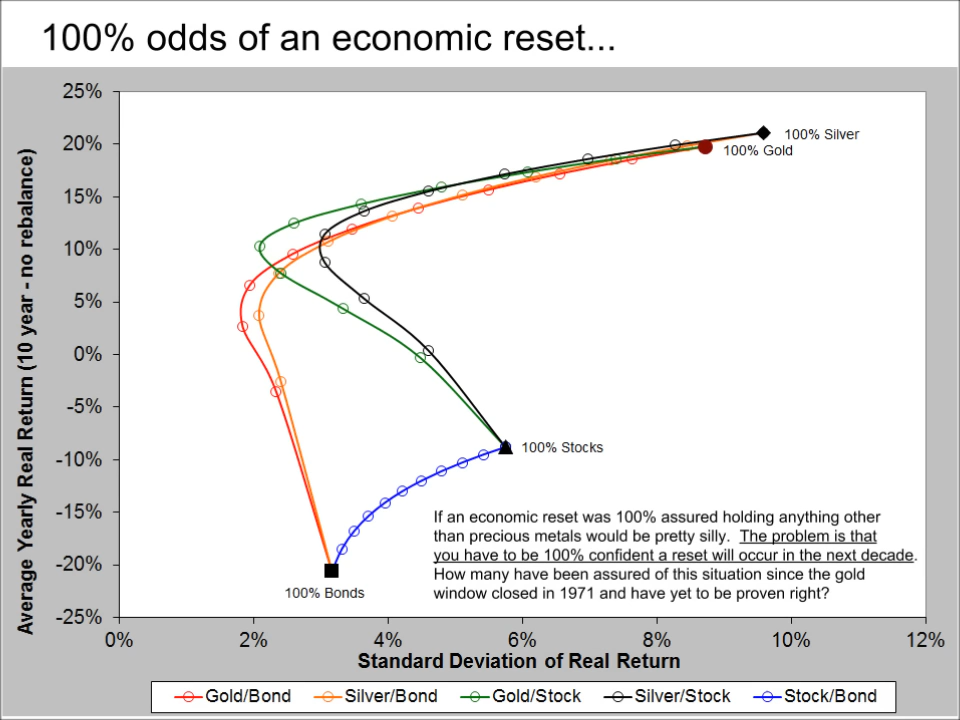 100% odds of an economic reset...
25%
20%
15%
10%
5%
0%
-5%
-10%
-15%
-20%
-25%
Average Yearly Real Return (10 year - no rebalance)
100% Silver
100% Gold
100% Stocks
100% Bonds
If an economic reset was 100% assured holding anything other
than precious metals would be pretty silly. The problem is that
you have to be 100% confident a reset will occur in the next decade.
How many have been assured of this situation since the gold
window closed in 1971 and have yet to be proven right?
0% 2% 4% 6% 8% 10% 12%
Standard Deviation of Real Return
Gold/Bond Silver/Bond Gold/Stock Silver/Stock Stock/Bond